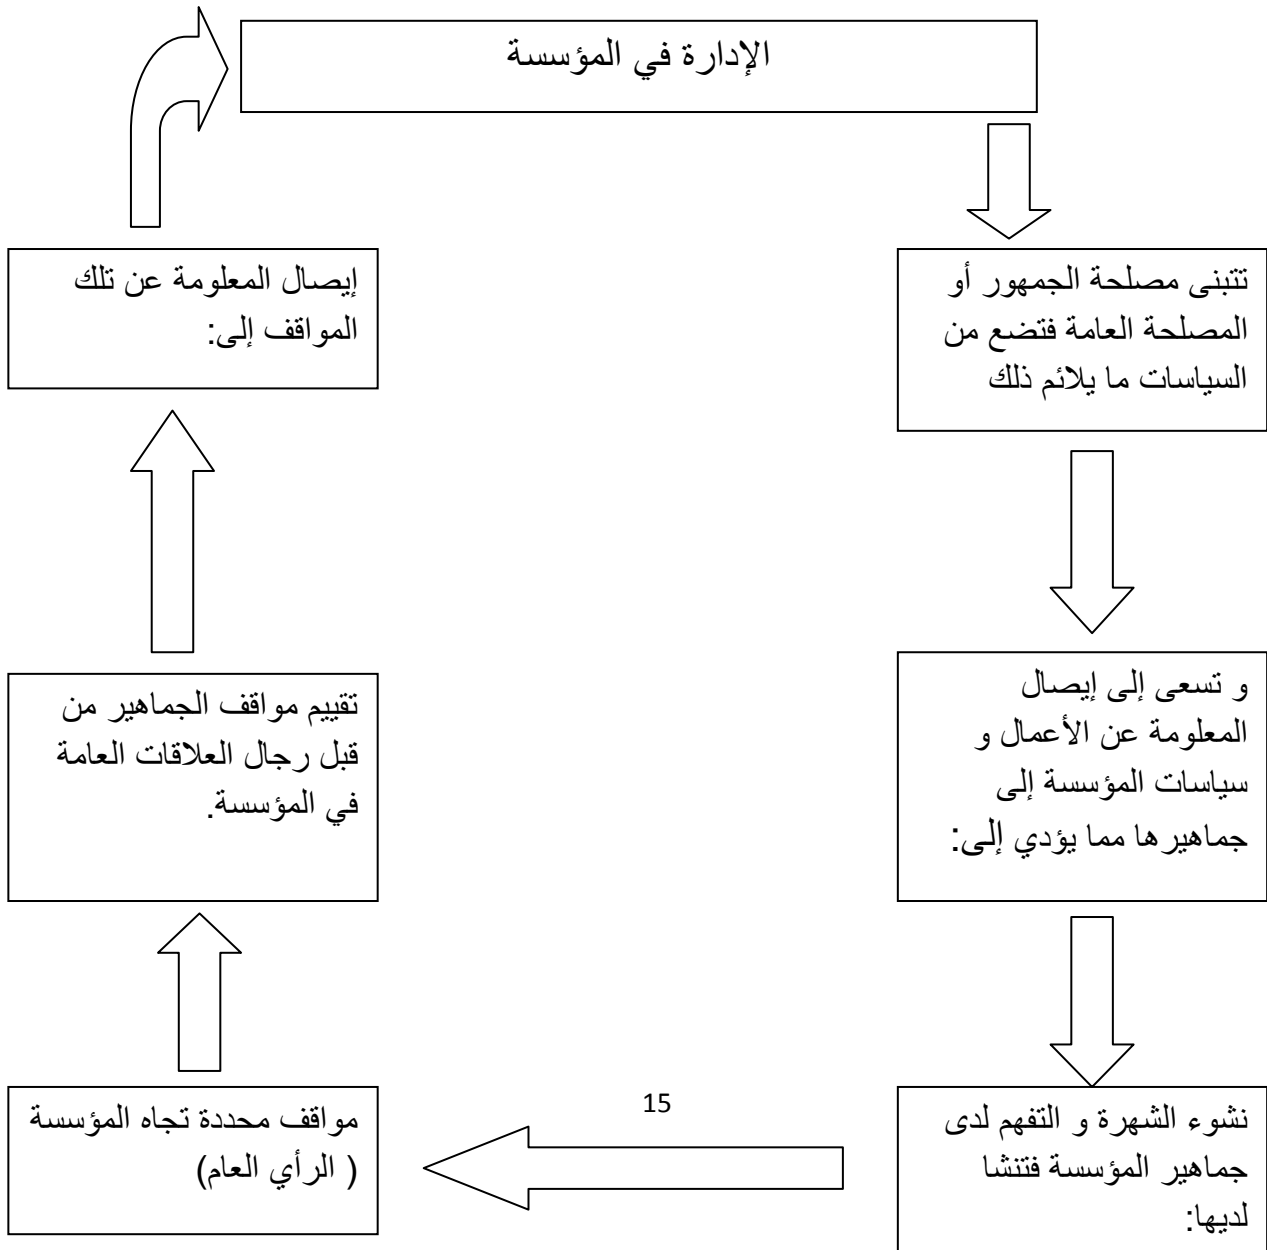 الإدارة في المؤسسة
تتبنى مصلحة الجمهور أو
المصلحة العامة فتضع من
السياسات ما يلائم ذلك
و تسعى إلى إيصال
المعلومة عن الأعمال و
سياسات المؤسسة إلى
جماهيرها مما يؤدي إلى:
نشوء الشهرة و التفهم لدى
جماهير المؤسسة فتنشا
لديها:
15
مواقف محددة تجاه المؤسسة
( الرأي العام)
تقييم مواقف الجماهير من
قبل رجال العلاقات العامة
في المؤسسة.
إيصال المعلومة عن تلك
المواقف إلى: